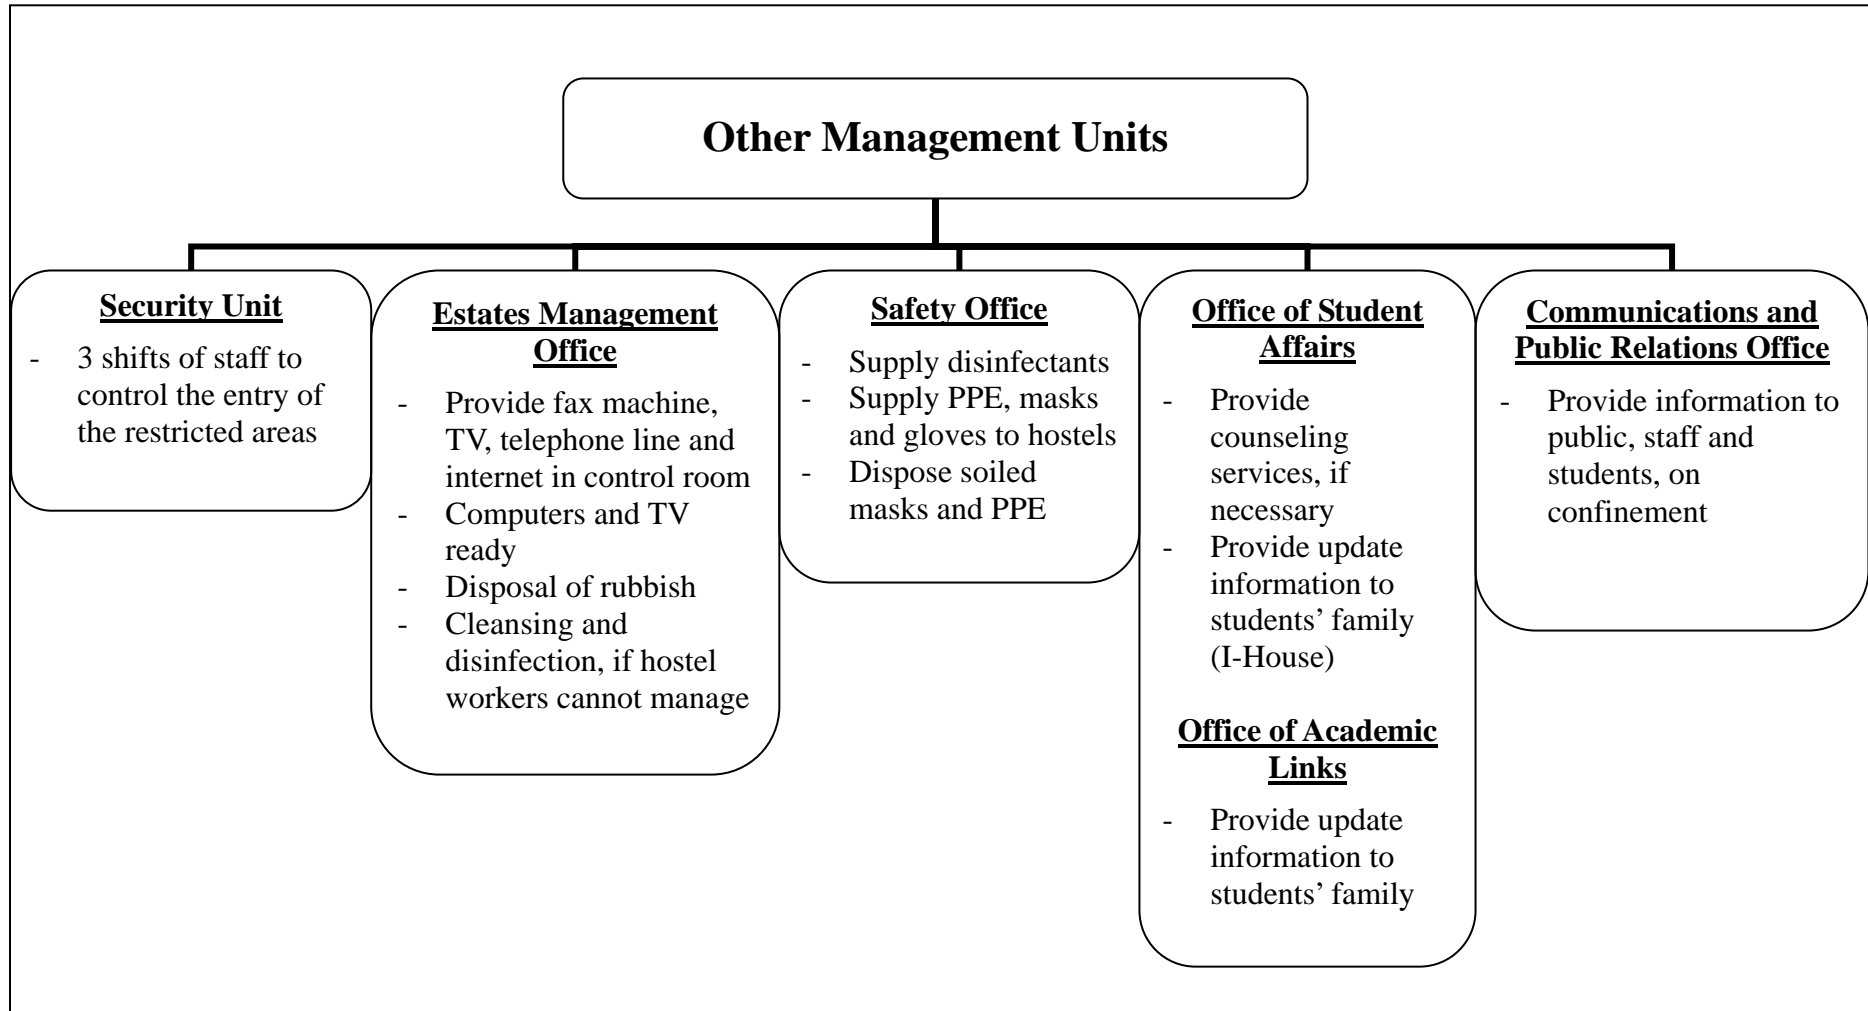 Other Management Units
Security Unit
- 3 shifts of staff to
control the entry of
the restricted areas
Estates Management
Office
- Provide fax machine,
TV, telephone line and
internet in control room
- Computers and TV
ready
- Disposal of rubbish
- Cleansing and
disinfection, if hostel
workers cannot manage
Safety Office
- Supply disinfectants
- Supply PPE, masks
and gloves to hostels
- Dispose soiled
masks and PPE
Office of Student
Affairs
- Provide
counseling
services, if
necessary
- Provide update
information to
students’ family
(I-House)
Office of Academic
Links
- Provide update
information to
students’ family
Communications and
Public Relations Office
- Provide information to
public, staff and
students, on
confinement